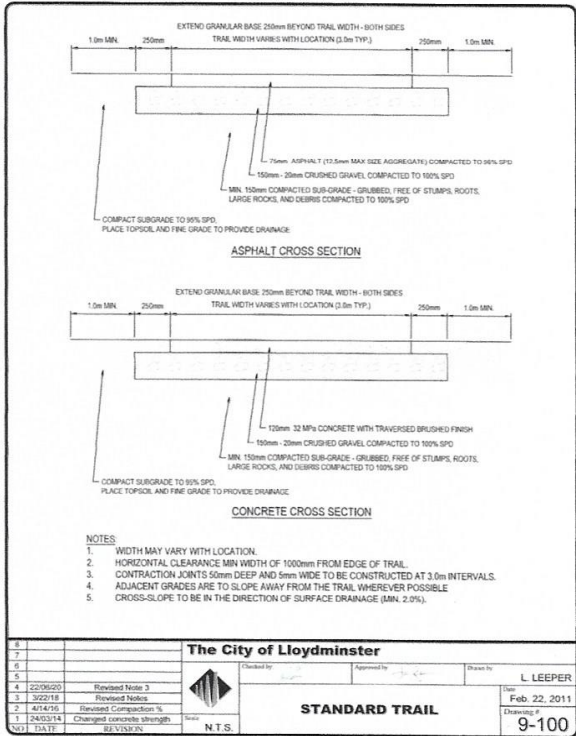 EXTEND GRANULAR BASE 250mm BEYOND TRAIL WIDTH - BOTH SIDES
1.0m MIN. 250mm TRAIL WIDTH VARIES WITH LOCATION (3.0m TYP.) 250mm 1.0m MIN.
75mm ASPHALT (12.5mm MAX SIZE AGGREGATE) COMPACTED TO 98% SPD
150mm - 20mm CRUSHED GRAVEL COMPACTED TO 100% SPD
MIN. 150mm COMPACTED SUB-GRADE - GRUBBED, FREE OF STUMPS, ROOTS,
LARGE ROCKS, AND DEBRIS COMPACTED TO 100% SPD
COMPACT SUBGRADE TO 95% SPD,
PLACE TOPSOIL AND FINE GRADE TO PROVIDE DRAINAGE
ASPHALT CROSS SECTION
EXTEND GRANULAR BASE 250mm BEYOND TRAIL WIDTH - BOTH SIDES
1.0m MIN. 250mm TRAIL WIDTH VARIES WITH LOCATION (3.0m TYP.) 250mm 1.0m MIN.
120mm 32 MPa CONCRETE WITH TRAVERSED BRUSHED FINISH
150mm - 20mm CRUSHED GRAVEL COMPACTED TO 100% SPD
MIN. 150mm COMPACTED SUB-GRADE - GRUBBED, FREE OF STUMPS, ROOTS,
LARGE ROCKS, AND DEBRIS COMPACTED TO 100% SPD
COMPACT SUBGRADE TO 95% SPD,
PLACE TOPSOIL AND FINE GRADE TO PROVIDE DRAINAGE
CONCRETE CROSS SECTION
NOTES:
1. WIDTH MAY VARY WITH LOCATION.
2. HORIZONTAL CLEARANCE MIN WIDTH OF 1000mm FROM EDGE OF TRAIL.
3. CONTRACTION JOINTS 50mm DEEP AND 5mm WIDE TO BE CONSTRUCTED AT 3.0m INTERVALS.
4. ADJACENT GRADES ARE TO SLOPE AWAY FROM THE TRAIL WHEREVER POSSIBLE
5. CROSS-SLOPE TO BE IN THE DIRECTION OF SURFACE DRAINAGE (MIN. 2.0%).
8
7
6
5
4 22/06/20 Revised Note 3
3 3/22/18 Revised Notes
2 4/14/16 Revised Compaction %
1 24/03/14 Changed concrete strength
NO. DATE REVISION
The City of Lloydminster
Checked by
Approved by
Drawn by
L. LEEPER
Scale
N.T.S.
STANDARD TRAIL
Date
Feb. 22, 2011
Drawing #
9-100